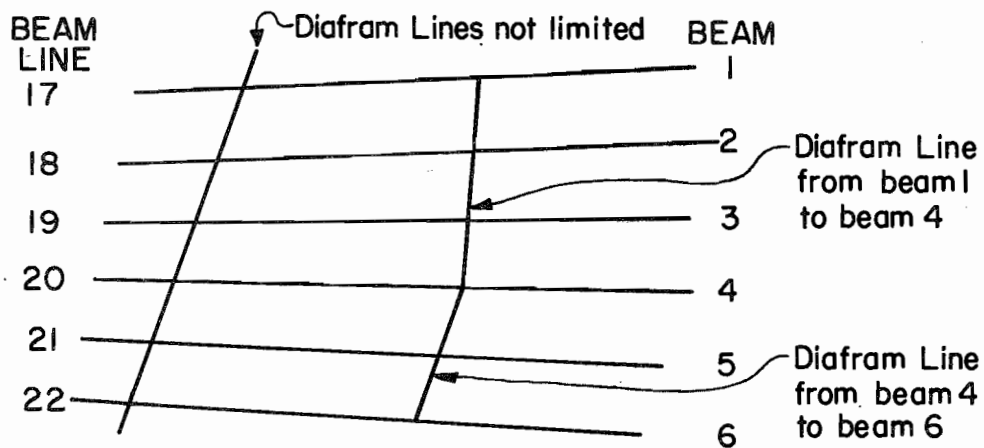 BEAM
LINE
Diafram Lines not limited
BEAM
17
1
18
2
Diafram Line
from beam 1
to beam 4
19
3
20
4
21
5
Diafram Line
from beam 4
to beam 6
22
6